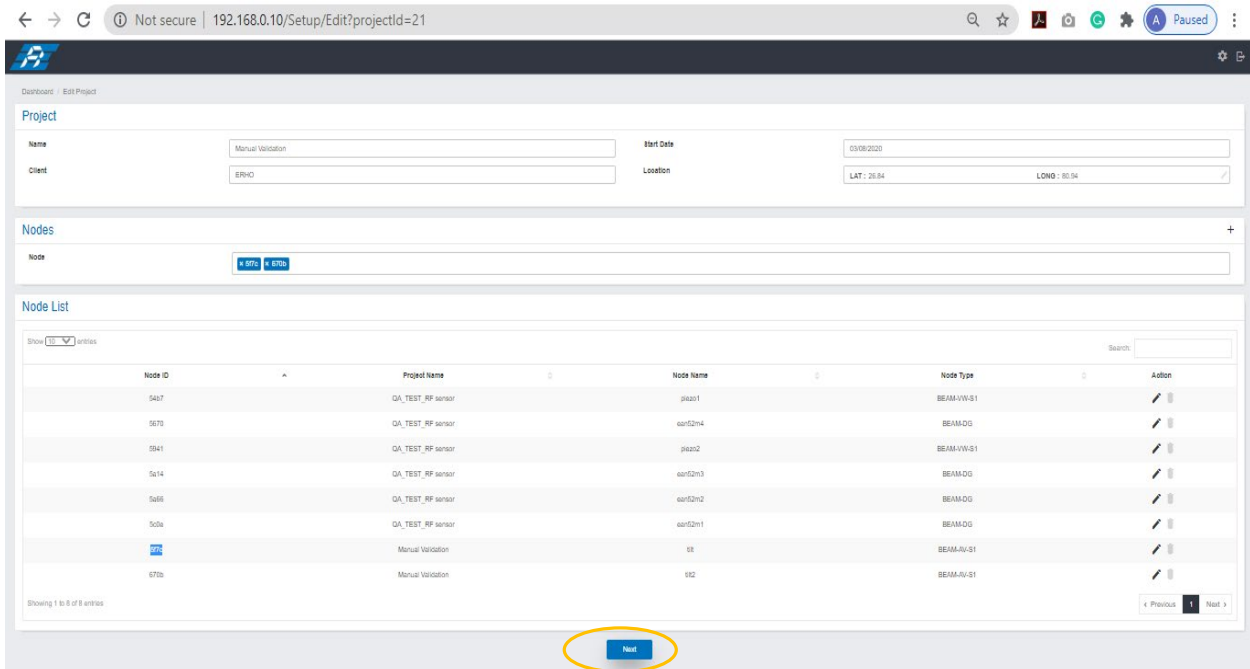 Not secure | 192.168.0.10/Setup/Edit?projectId=21 A Paused
Dashboard / Edit Project
Project
Name Manual Validation Start Date 03/08/2020
Client ERHO Location LAT : 26.84 LONG : 80.94
Nodes +
Node × 5f7c × 670b
Node List
Show 10 entries Search:
Node ID Project Name Node Name Node Type Action
54b7 QA_TEST_RF sensor piezo1 BEAM-VW-S1
5670 QA_TEST_RF sensor ean52m4 BEAM-DG
5941 QA_TEST_RF sensor piezo2 BEAM-VW-S1
5a14 QA_TEST_RF sensor ean52m3 BEAM-DG
5a66 QA_TEST_RF sensor ean52m2 BEAM-DG
5c0a QA_TEST_RF sensor ean52m1 BEAM-DG
5f7c Manual Validation tilt BEAM-AV-S1
670b Manual Validation tilt2 BEAM-AV-S1
Showing 1 to 8 of 8 entries ‹ Previous 1 Next ›
Next